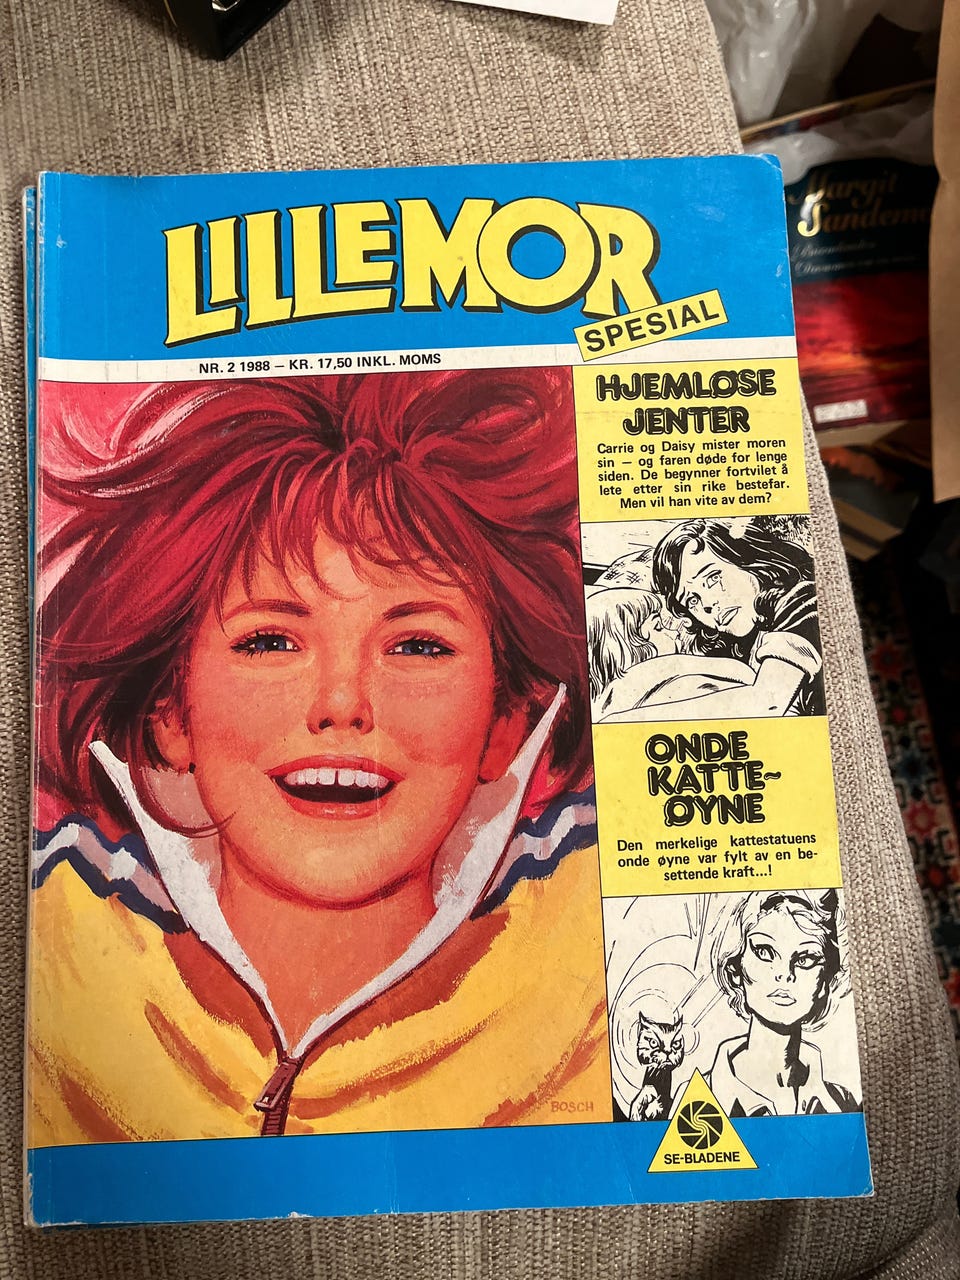 LILLEMOR
SPESIAL
NR. 2 1988 – KR. 17,50 INKL. MOMS
HJEMLØSE
JENTER
Carrie og Daisy mister moren
sin – og faren døde for lenge
siden. De begynner fortvilet å
lete etter sin rike bestefar.
Men vil han vite av dem?
ONDE
KATTE-
ØYNE
Den merkelige kattestatuens
onde øyne var fylt av en be-
settende kraft...!
BOSCH
SE-BLADENE
Margit
Sandemo